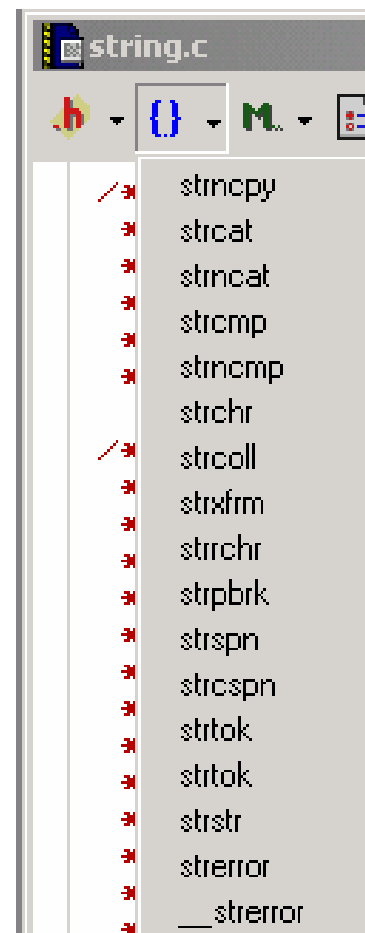 string.c
.h {} M..
/*
*
/*
strncpy
strcat
strncat
strcmp
strncmp
strchr
strcoll
strxfrm
strrchr
strpbrk
strspn
strcspn
strtok
strtok
strstr
strerror
__strerror